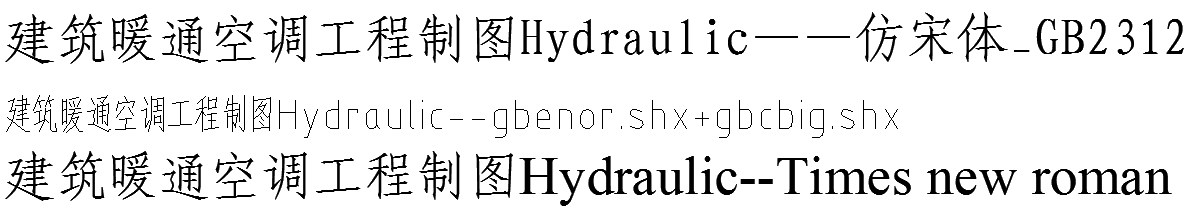 建筑暖通空调工程制图Hydraulic——仿宋体_GB2312
建筑暖通空调工程制图Hydraulic--gbenor.shx+gbcbig.shx
建筑暖通空调工程制图Hydraulic--Times new roman